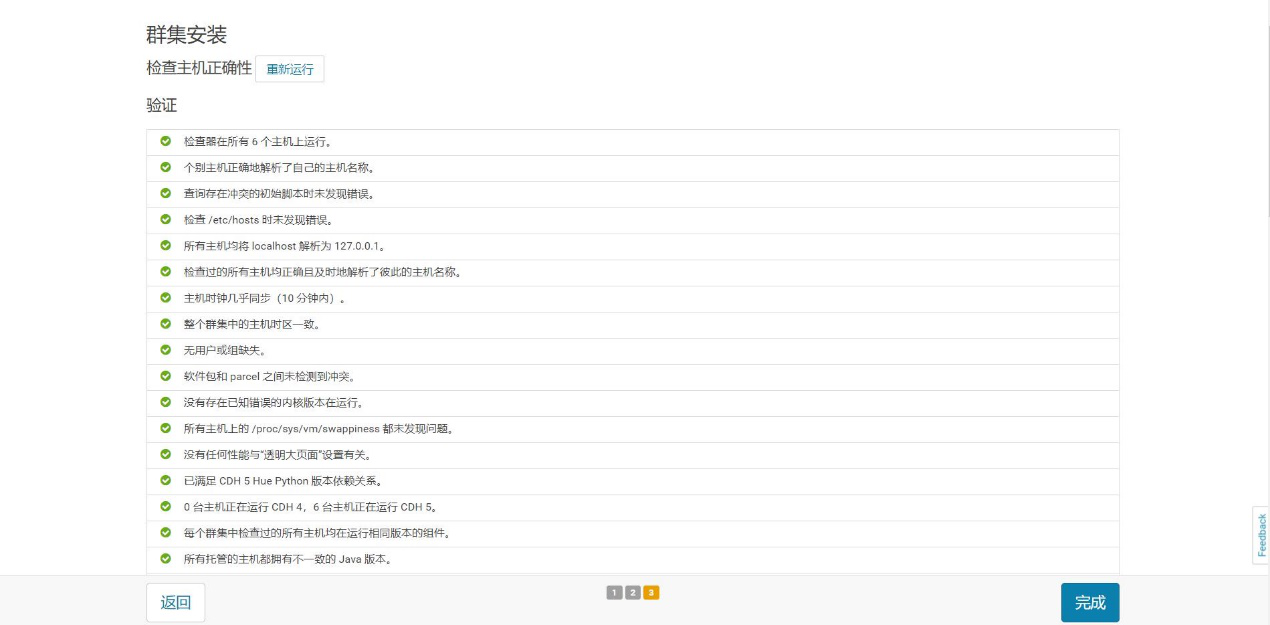 群集安装
检查主机正确性 重新运行
验证
检查器在所有 6 个主机上运行。
个别主机正确地解析了自己的主机名称。
查询存在冲突的初始脚本时未发现错误。
检查 /etc/hosts 时未发现错误。
所有主机均将 localhost 解析为 127.0.0.1。
检查过的所有主机均正确且及时地解析了彼此的主机名称。
主机时钟几乎同步（10 分钟内）。
整个群集中的主机时区一致。
无用户或组缺失。
软件包和 parcel 之间未检测到冲突。
没有存在已知错误的内核版本在运行。
所有主机上的 /proc/sys/vm/swappiness 都未发现问题。
没有任何性能与“透明大页面”设置有关。
已满足 CDH 5 Hue Python 版本依赖关系。
0 台主机正在运行 CDH 4，6 台主机正在运行 CDH 5。
每个群集中检查过的所有主机均在运行相同版本的组件。
所有托管的主机都拥有不一致的 Java 版本。
Feedback
返回 1 2 3 完成